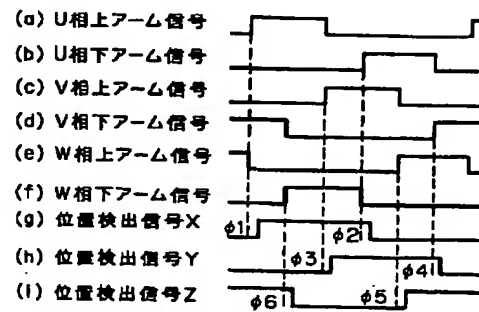 (a) U相上アーム信号
(b) U相下アーム信号
(c) V相上アーム信号
(d) V相下アーム信号
(e) W相上アーム信号
(f) W相下アーム信号
(g) 位置検出信号X
φ1
φ2
(h) 位置検出信号Y
φ3
φ4
(i) 位置検出信号Z
φ6
φ5